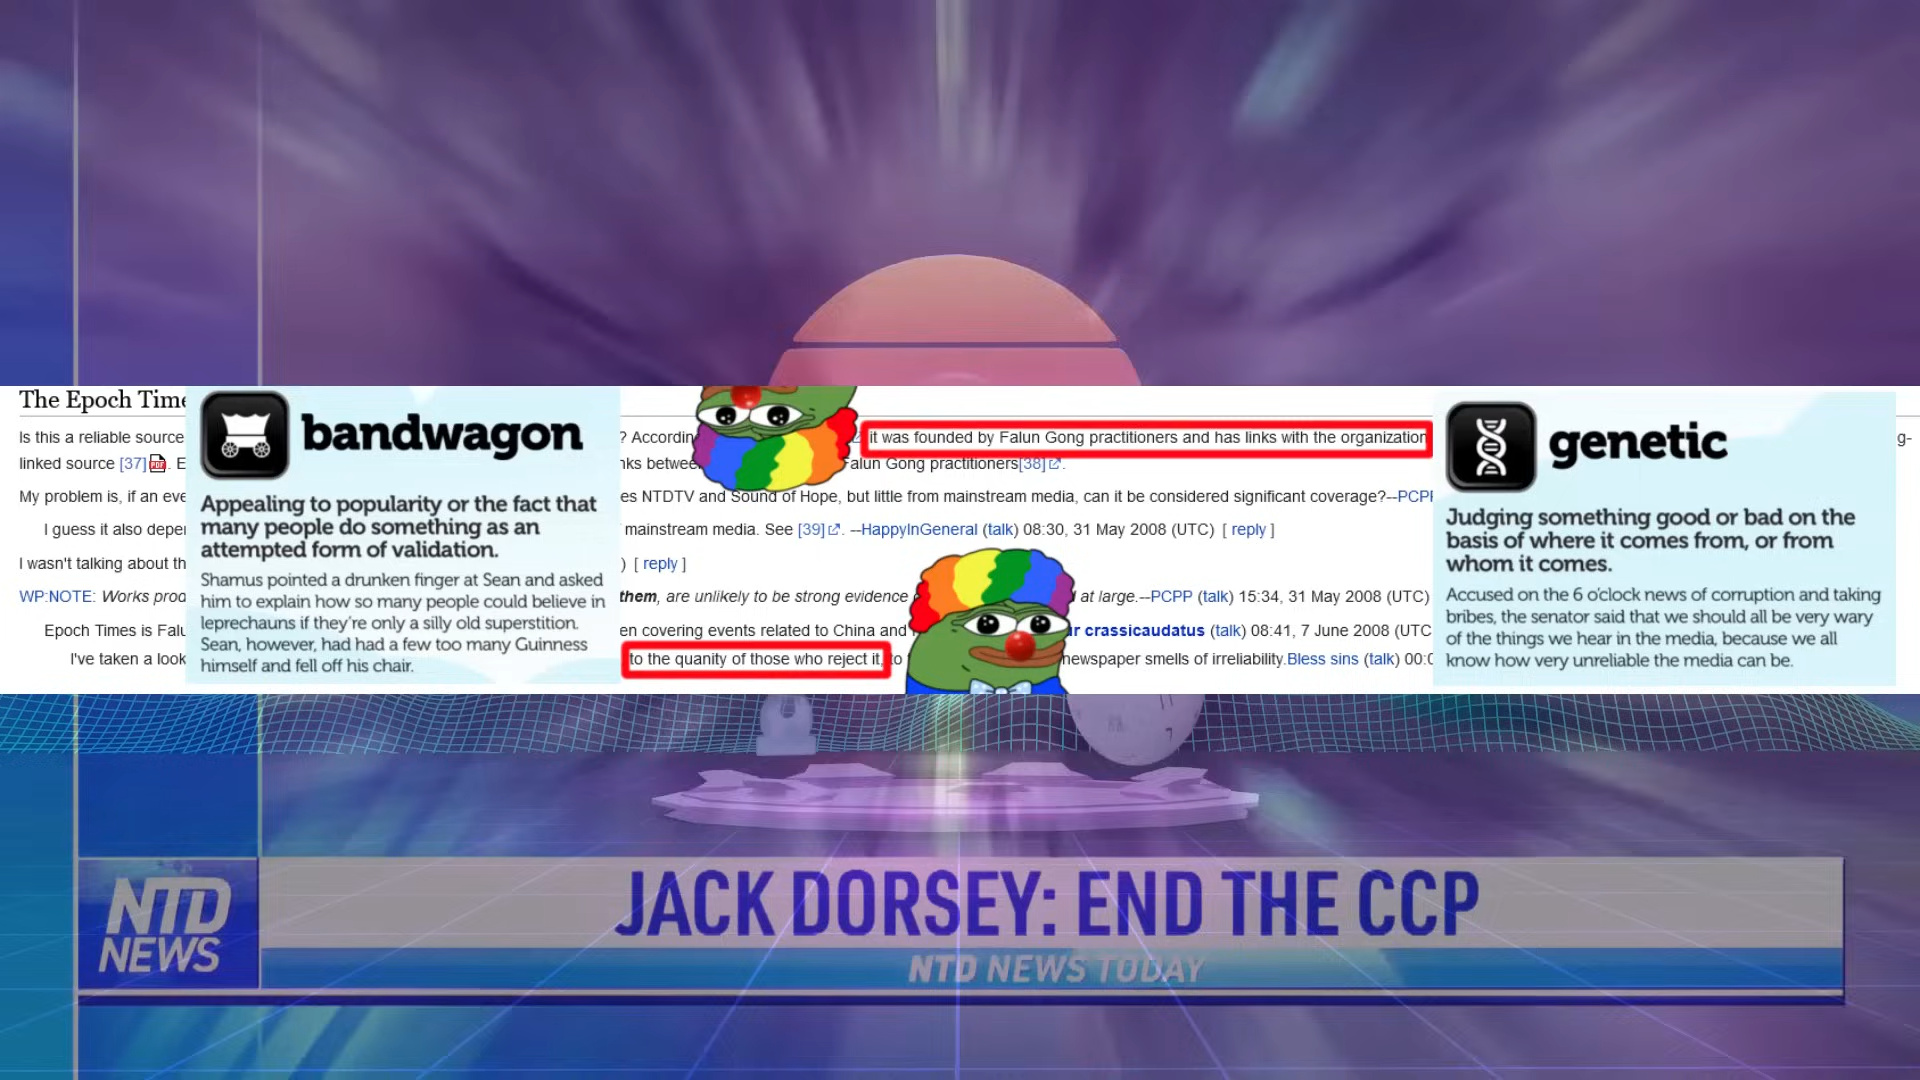 The Epoch Time
bandwagon
Appealing to popularity or the fact that
many people do something as an
attempted form of validation.
Shamus pointed a drunken finger at Sean and asked
him to explain how so many people could believe in
leprechauns if they're only a silly old superstition.
Sean, however, had had a few too many Guinness
himself and fell off his chair.
genetic
Judging something good or bad on the
basis of where it comes from, or from
whom it comes.
Accused on the 6 o'clock news of corruption and taking
bribes, the senator said that we should all be very wary
of the things we hear in the media, because we all
know how very unreliable the media can be.
Is this a reliable source ? Accordin it was founded by Falun Gong practitioners and has links with the organization g-
linked source [37] PDF . E nks betwee Falun Gong practitioners[38].
My problem is, if an eve es NTDTV and Sound of Hope, but little from mainstream media, can it be considered significant coverage?--PCPP
I guess it also deper mainstream media. See [39]. --HappyInGeneral (talk) 08:30, 31 May 2008 (UTC) [ reply ]
I wasn't talking about th ) [ reply ]
WP:NOTE: Works prod them, are unlikely to be strong evidence at large.--PCPP (talk) 15:34, 31 May 2008 (UTC)
Epoch Times is Falu en covering events related to China and r crassicaudatus (talk) 08:41, 7 June 2008 (UTC
I've taken a look to the quanity of those who reject it, to newspaper smells of irreliability.Bless sins (talk) 00:0
NTD
NEWS
JACK DORSEY: END THE CCP
NTD NEWS TODAY